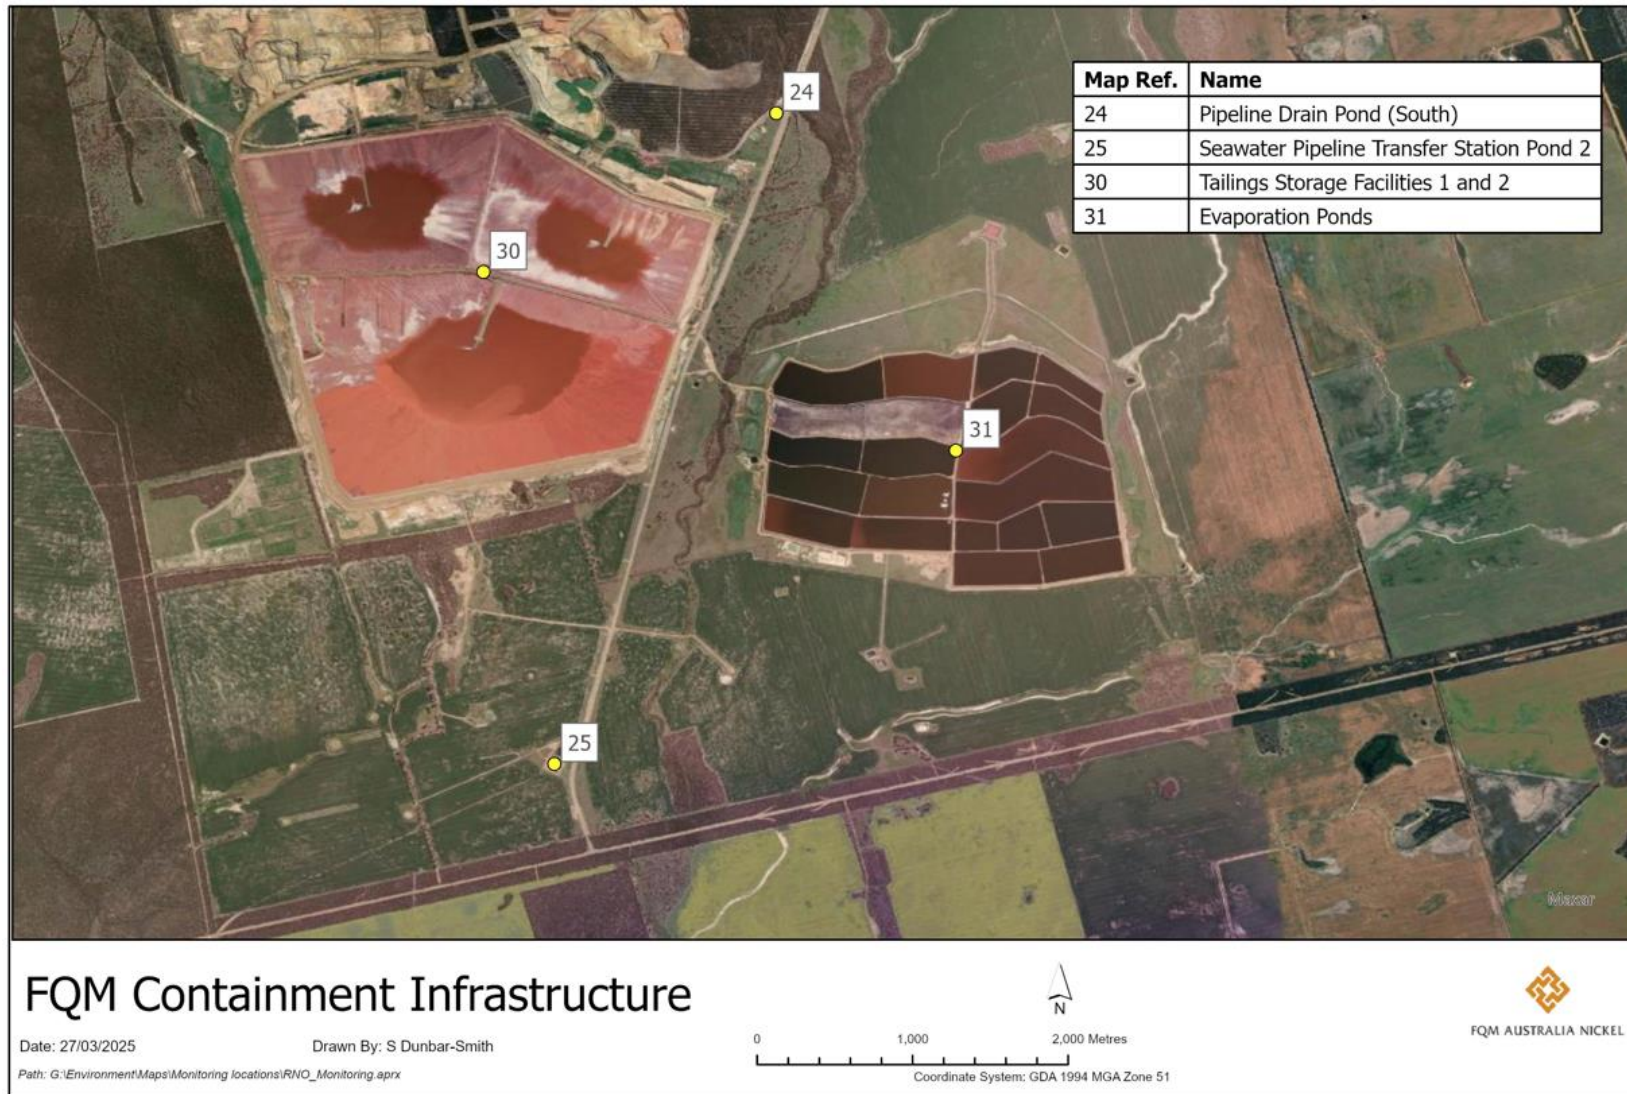 24
Map Ref. Name
24 Pipeline Drain Pond (South)
25 Seawater Pipeline Transfer Station Pond 2
30 Tailings Storage Facilities 1 and 2
31 Evaporation Ponds
30
31
25
Maxar
FQM Containment Infrastructure
Date: 27/03/2025 Drawn By: S Dunbar-Smith
Path: G:\Environment\Maps\Monitoring locations\RNO_Monitoring.aprx
N
0 1,000 2,000 Metres
Coordinate System: GDA 1994 MGA Zone 51
FQM AUSTRALIA NICKEL